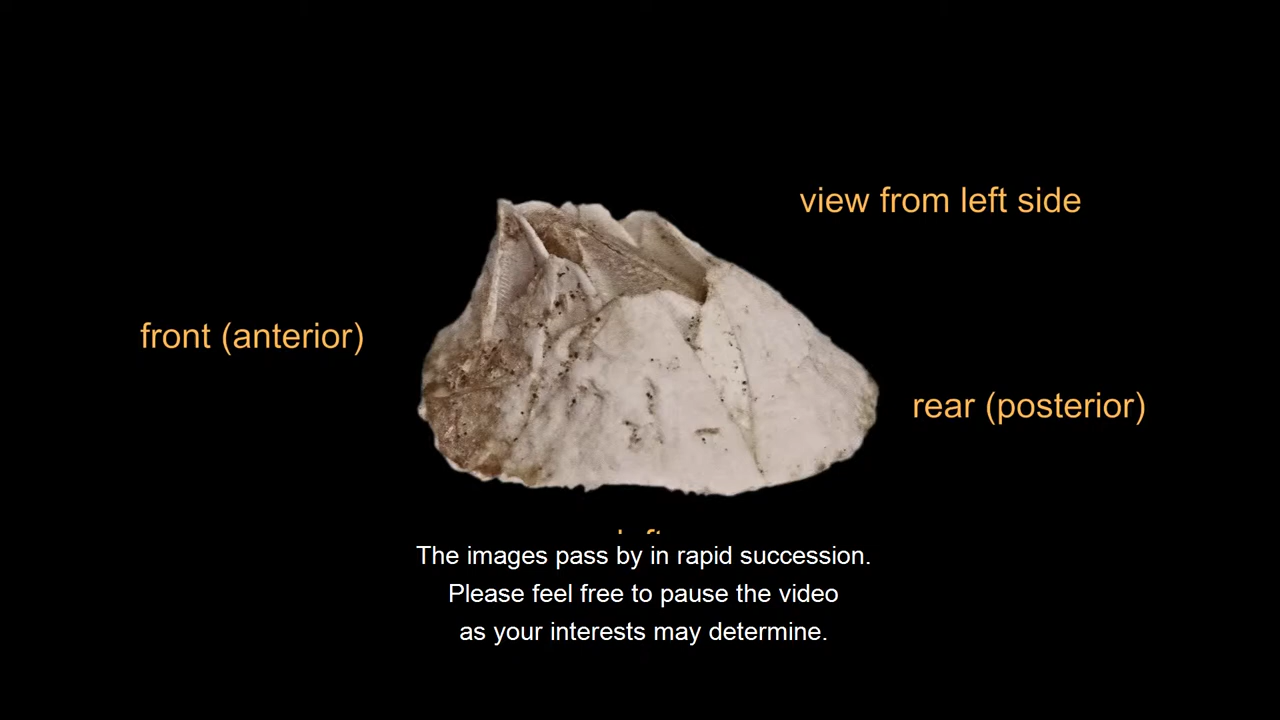 view from left side
front (anterior)
rear (posterior)
The images pass by in rapid succession.
Please feel free to pause the video
as your interests may determine.